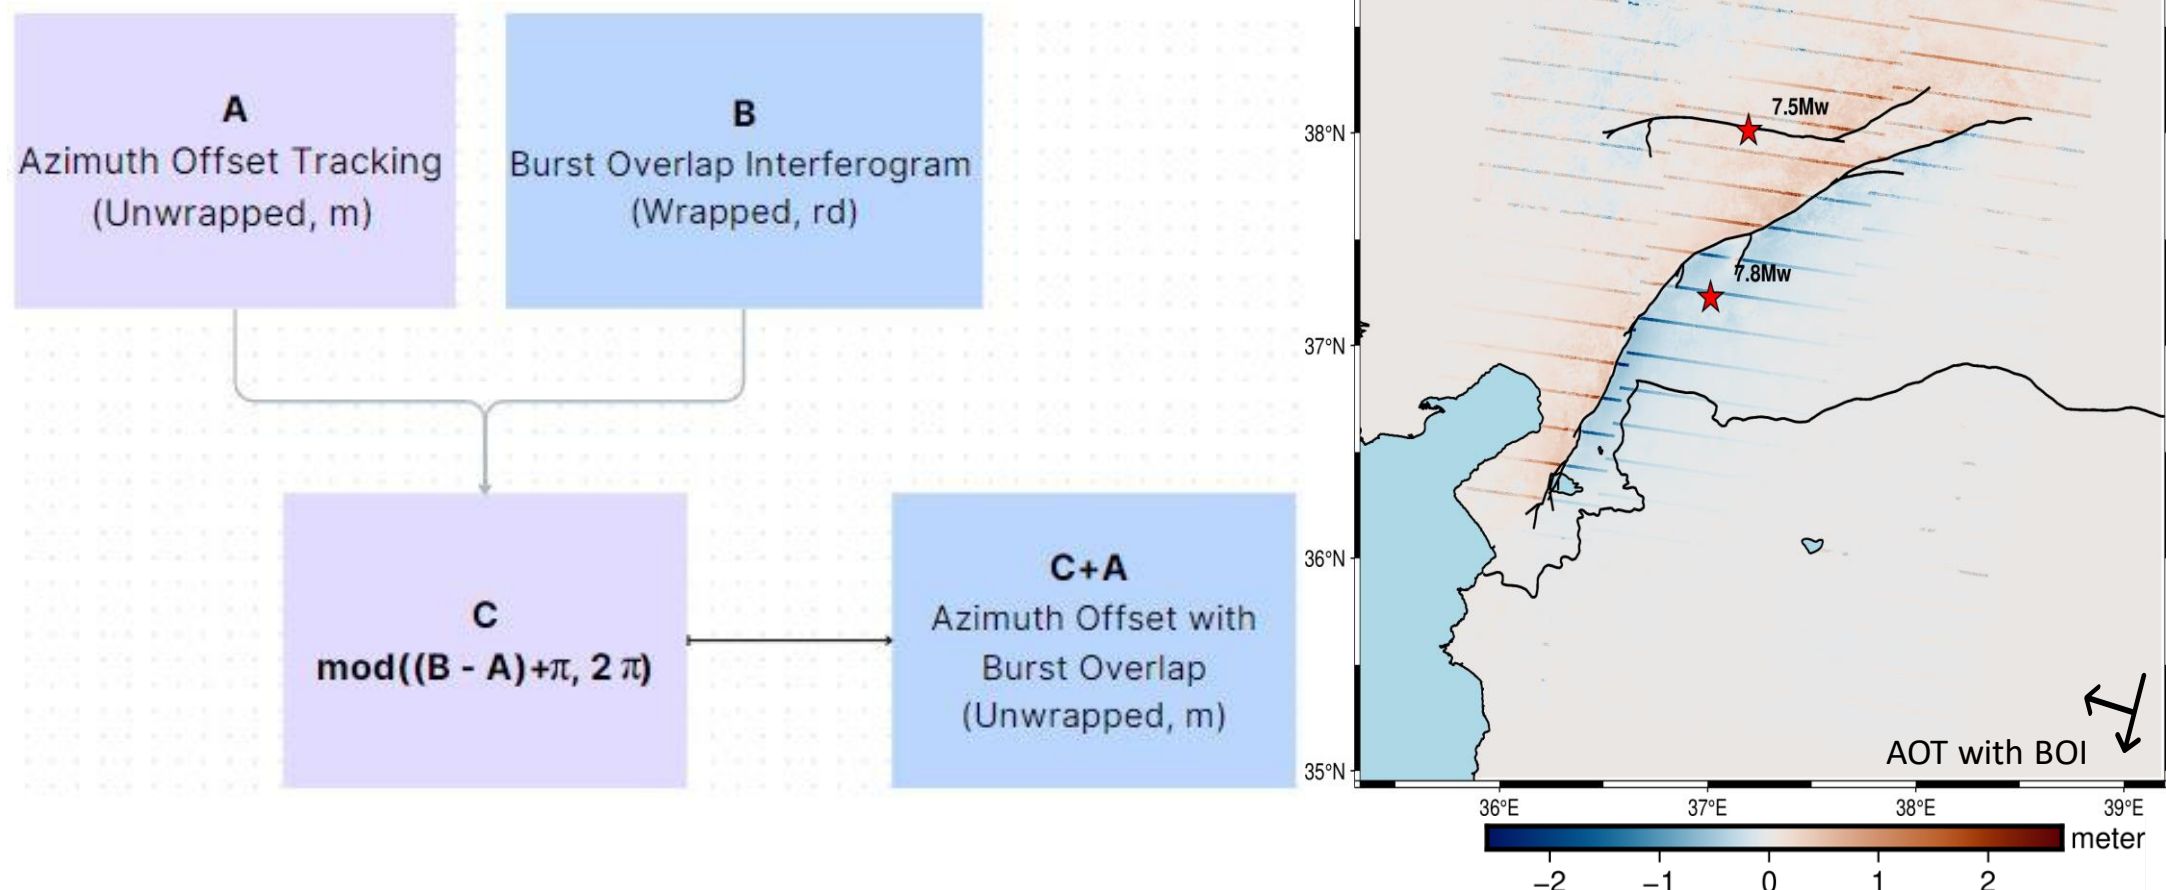 A
Azimuth Offset Tracking
(Unwrapped, m)
B
Burst Overlap Interferogram
(Wrapped, rd)
C
mod((B - A)+π, 2 π)
C+A
Azimuth Offset with
Burst Overlap
(Unwrapped, m)
7.5Mw
7.8Mw
38°N
37°N
36°N
35°N
AOT with BOI
36°E 37°E 38°E 39°E
meter
−2 −1 0 1 2